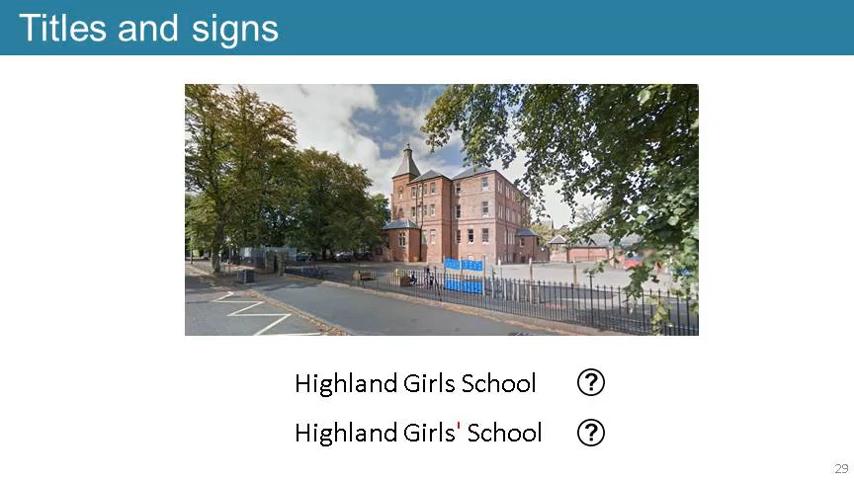 Titles and signs
Highland Girls School ?
Highland Girls' School ?
29